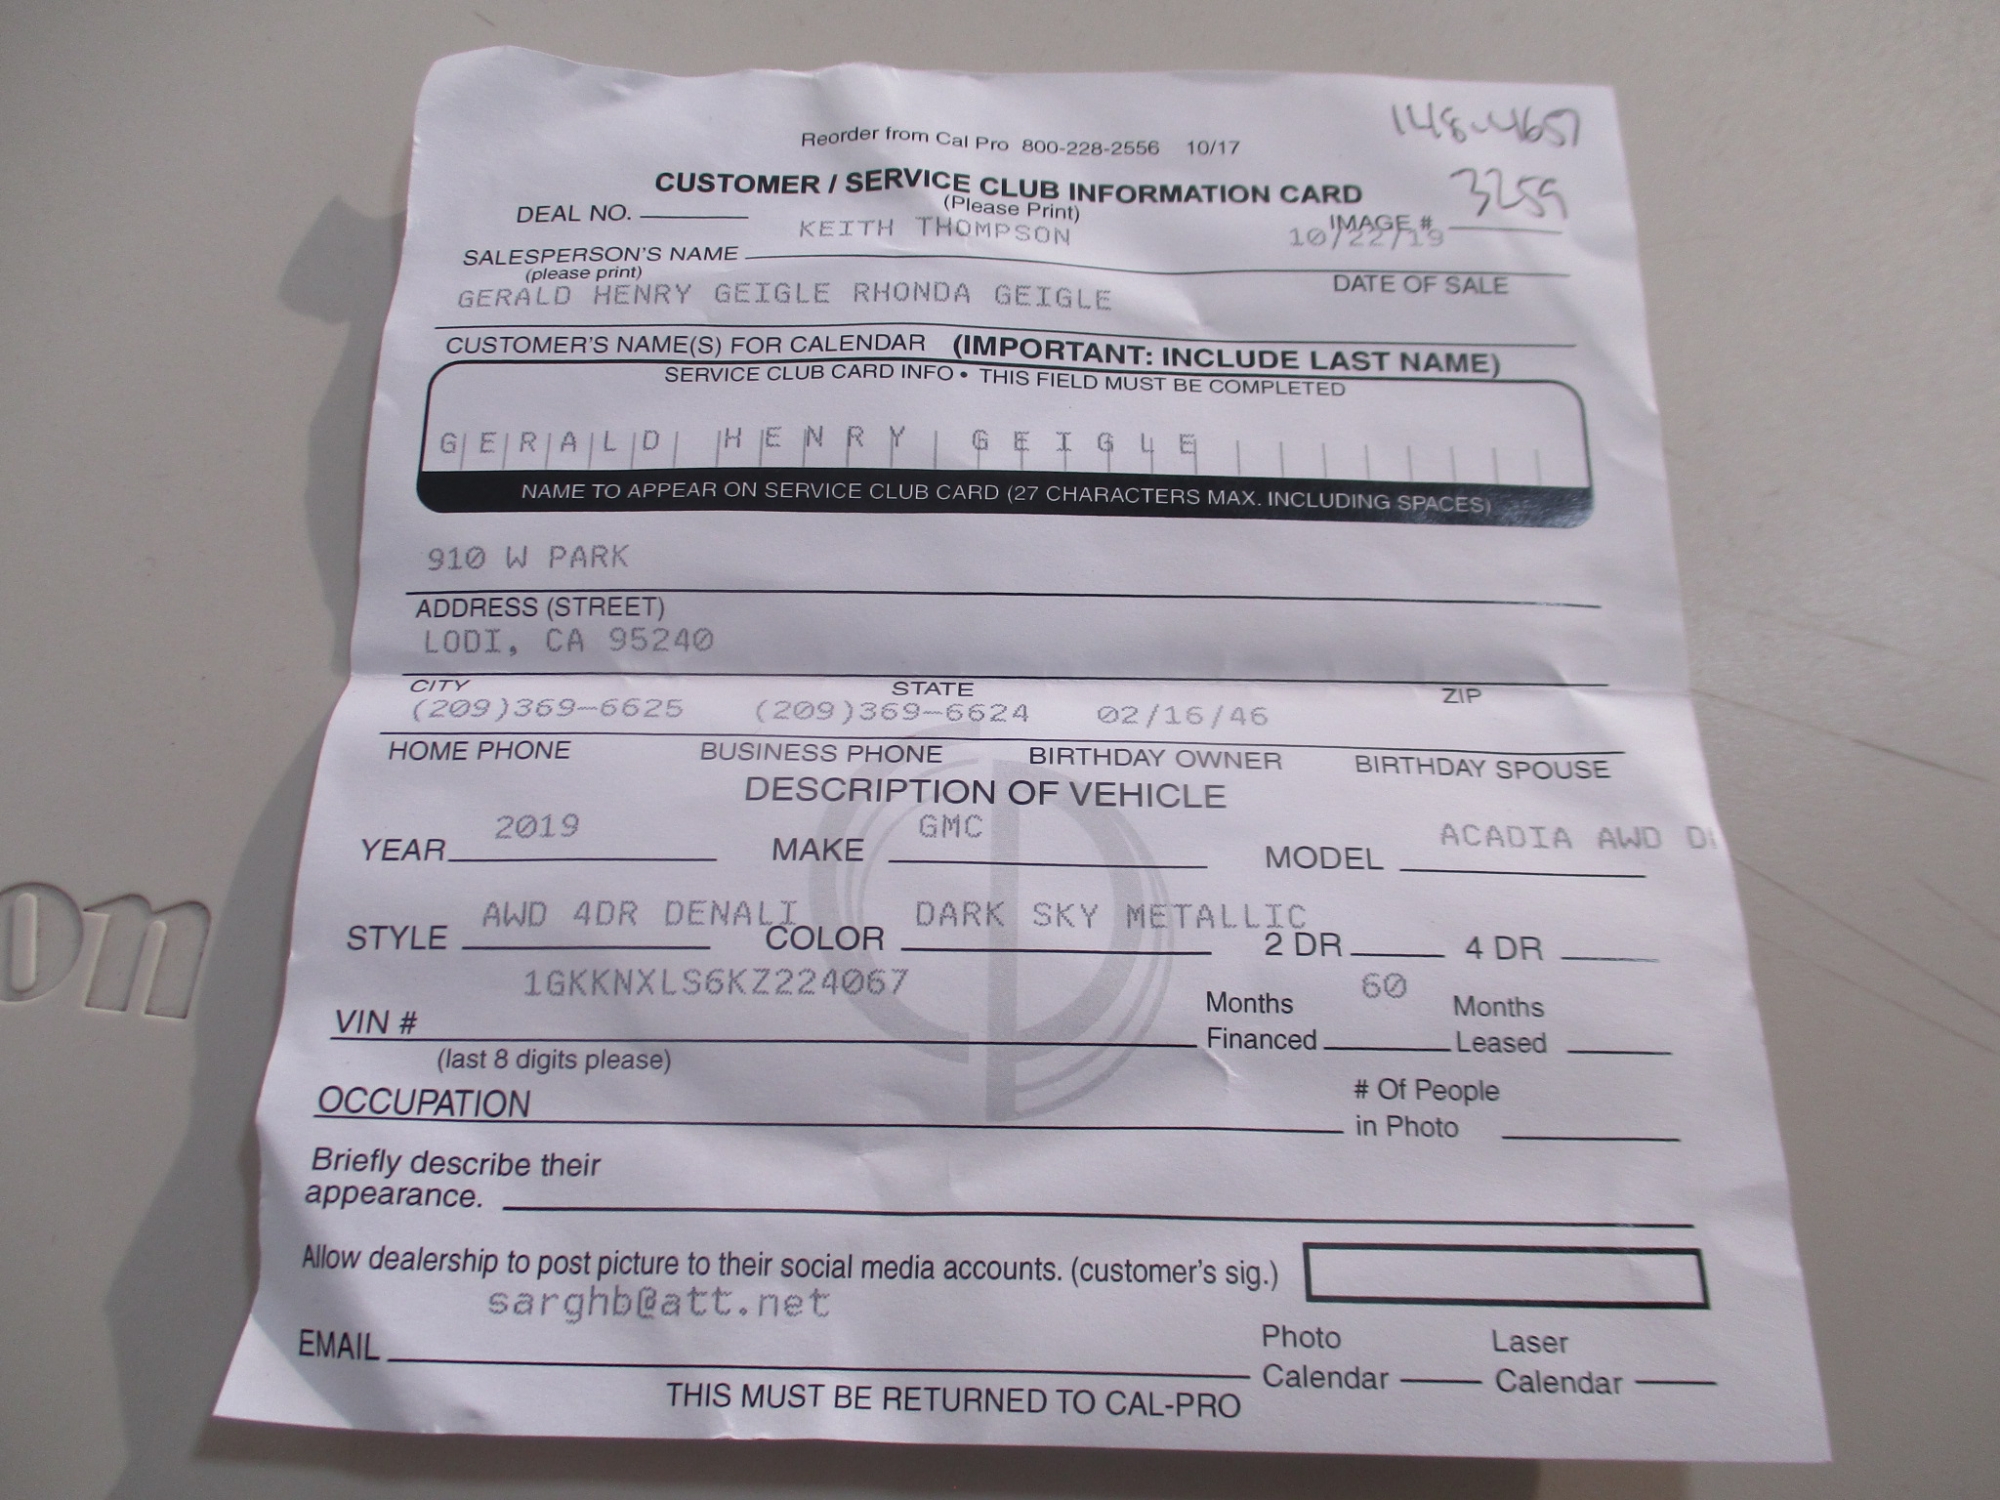 148-4657
Reorder from Cal Pro 800-228-2556 10/17
CUSTOMER / SERVICE CLUB INFORMATION CARD
(Please Print)
3259
DEAL NO.
IMAGE #
KEITH THOMPSON 10/22/19
SALESPERSON'S NAME
(please print)
DATE OF SALE
GERALD HENRY GEIGLE RHONDA GEIGLE
CUSTOMER'S NAME(S) FOR CALENDAR (IMPORTANT: INCLUDE LAST NAME)
SERVICE CLUB CARD INFO • THIS FIELD MUST BE COMPLETED
GERALD HENRY GEIGLE
NAME TO APPEAR ON SERVICE CLUB CARD (27 CHARACTERS MAX. INCLUDING SPACES)
910 W PARK
ADDRESS (STREET)
LODI, CA 95240
CITY STATE ZIP
(209)369-6625 (209)369-6624 02/16/46
HOME PHONE BUSINESS PHONE BIRTHDAY OWNER BIRTHDAY SPOUSE
DESCRIPTION OF VEHICLE
2019 GMC ACADIA AWD
YEAR MAKE MODEL
AWD 4DR DENALI DARK SKY METALLIC
STYLE COLOR 2 DR 4 DR
1GKKNXLS6KZ224067 60
VIN # Months Financed Months Leased
(last 8 digits please)
OCCUPATION # Of People in Photo
Briefly describe their
appearance.
Allow dealership to post picture to their social media accounts. (customer's sig.)
sarghb@att.net
EMAIL Photo Calendar Laser Calendar
THIS MUST BE RETURNED TO CAL-PRO
on